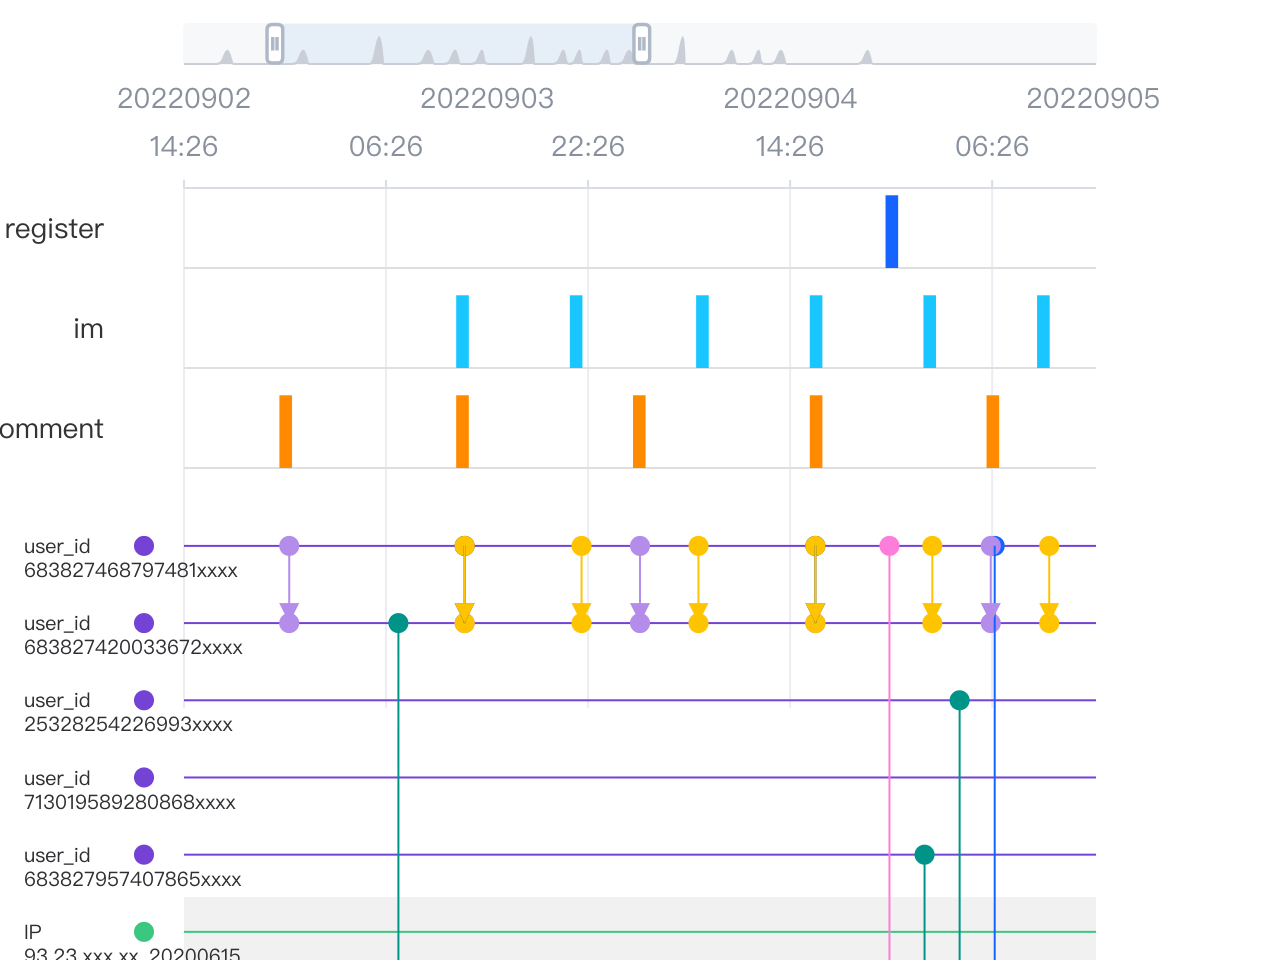 20220902 20220903 20220904 20220905
14:26 06:26 22:26 14:26 06:26
register
im
omment
user_id
683827468797481xxxx
user_id
683827420033672xxxx
user_id
25328254226993xxxx
user_id
713019589280868xxxx
user_id
683827957407865xxxx
IP
93.23.xxx.xx_20200615